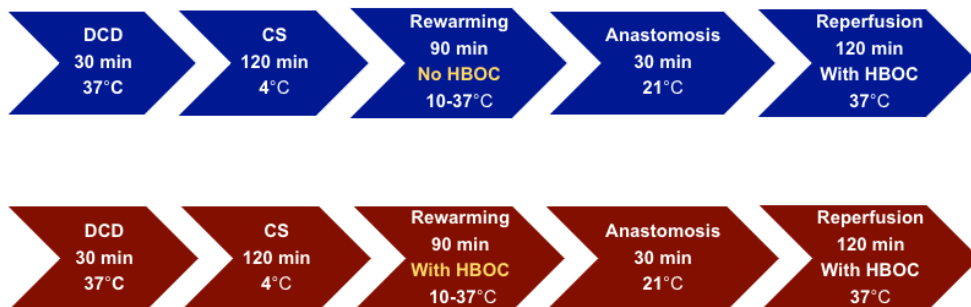 DCD
30 min
37°C
CS
120 min
4°C
Rewarming
90 min
No HBOC
10-37°C
Anastomosis
30 min
21°C
Reperfusion
120 min
With HBOC
37°C
DCD
30 min
37°C
CS
120 min
4°C
Rewarming
90 min
With HBOC
10-37°C
Anastomosis
30 min
21°C
Reperfusion
120 min
With HBOC
37°C